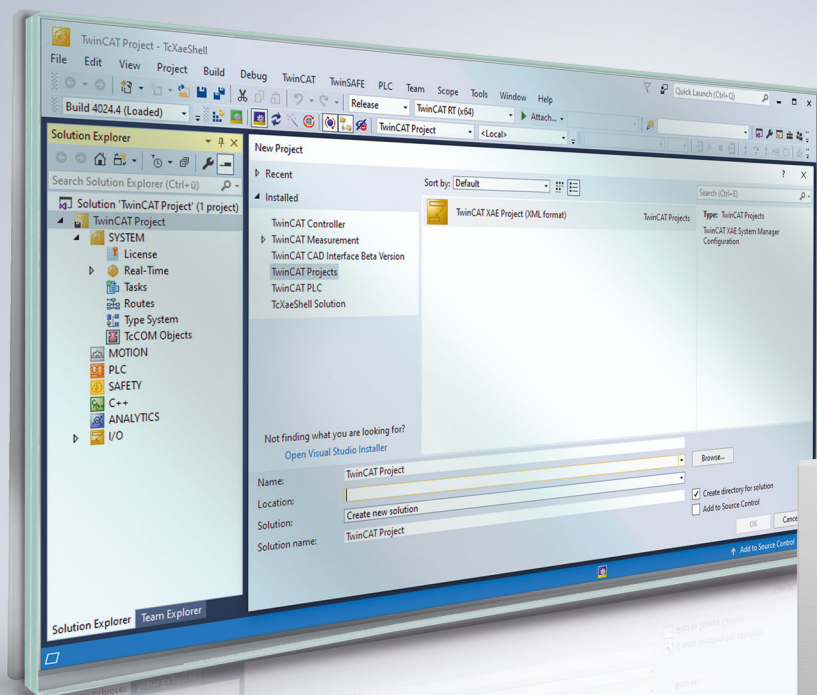 TwinCAT Project - TcXaeShell
File Edit View Project Build Debug TwinCAT TwinSAFE PLC Team Scope Tools Window Help
Quick Launch (Ctrl+Q)
Release
TwinCAT RT (x64)
Attach...
Build 4024.4 (Loaded)
TwinCAT Project
<Local>
Solution Explorer
Search Solution Explorer (Ctrl+ü)
Solution 'TwinCAT Project' (1 project)
TwinCAT Project
SYSTEM
License
Real-Time
Tasks
Routes
Type System
TcCOM Objects
MOTION
PLC
SAFETY
C++
ANALYTICS
I/O
Solution Explorer
Team Explorer
New Project
? X
Recent
Installed
TwinCAT Controller
TwinCAT Measurement
TwinCAT CAD Interface Beta Version
TwinCAT Projects
TwinCAT PLC
TcXaeShell Solution
Not finding what you are looking for?
Open Visual Studio Installer
Sort by: Default
TwinCAT XAE Project (XML format)
TwinCAT Projects
Search (Ctrl+E)
Type: TwinCAT Projects
TwinCAT XAE System Manager
Configuration
Name:
TwinCAT Project
Location:
Browse...
Solution:
Create new solution
Solution name:
TwinCAT Project
Create directory for solution
Add to Source Control
OK
Cance
Add to Source Control